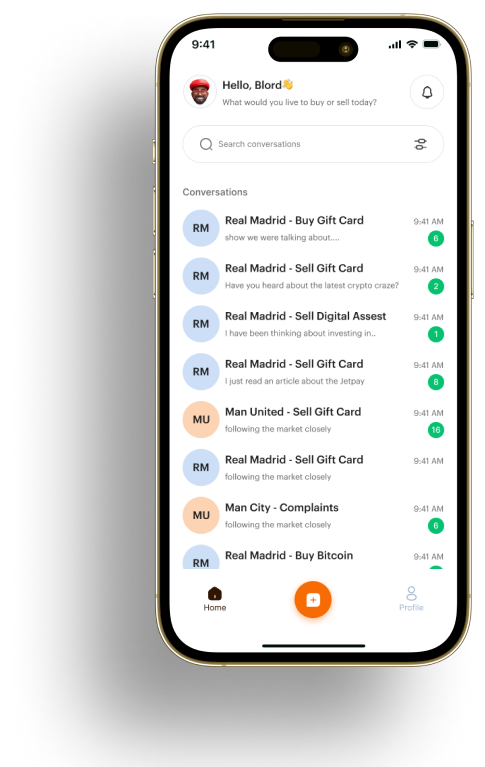 9:41
Hello, Blord👋
What would you live to buy or sell today?
Search conversations
Conversations
RM
Real Madrid - Buy Gift Card
9:41 AM
show we were talking about....
6
RM
Real Madrid - Sell Gift Card
9:41 AM
Have you heard about the latest crypto craze?
2
RM
Real Madrid - Sell Digital Assest
9:41 AM
I have been thinking about investing in..
1
RM
Real Madrid - Sell Gift Card
9:41 AM
I just read an article about the Jetpay
8
MU
Man United - Sell Gift Card
9:41 AM
following the market closely
16
RM
Real Madrid - Sell Gift Card
9:41 AM
following the market closely
MU
Man City - Complaints
9:41 AM
following the market closely
6
RM
Real Madrid - Buy Bitcoin
9:41 AM
Home
Profile